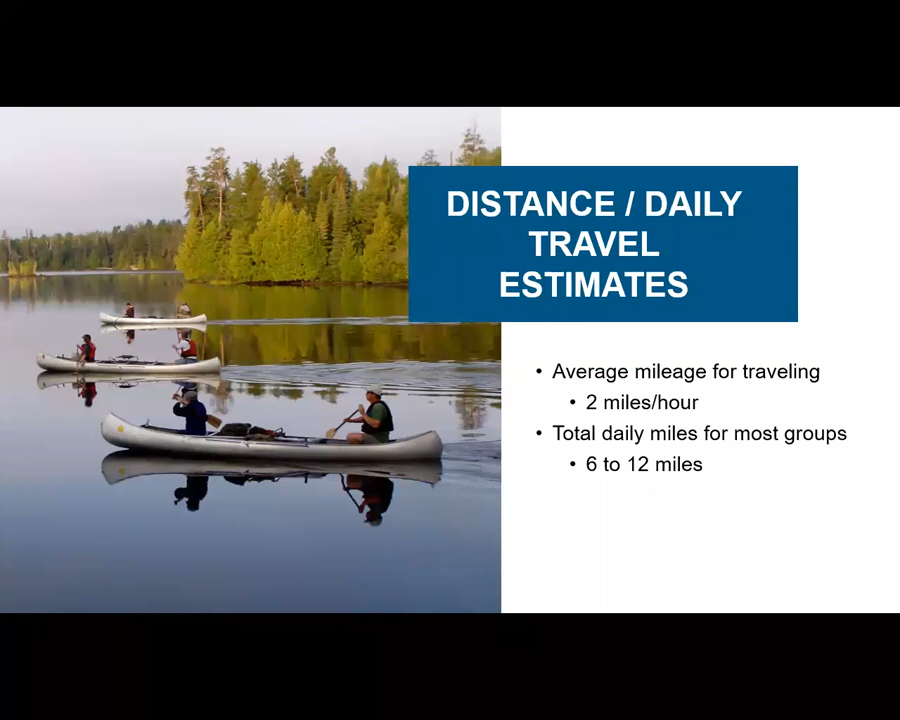 DISTANCE / DAILY
TRAVEL
ESTIMATES
• Average mileage for traveling
• 2 miles/hour
• Total daily miles for most groups
• 6 to 12 miles